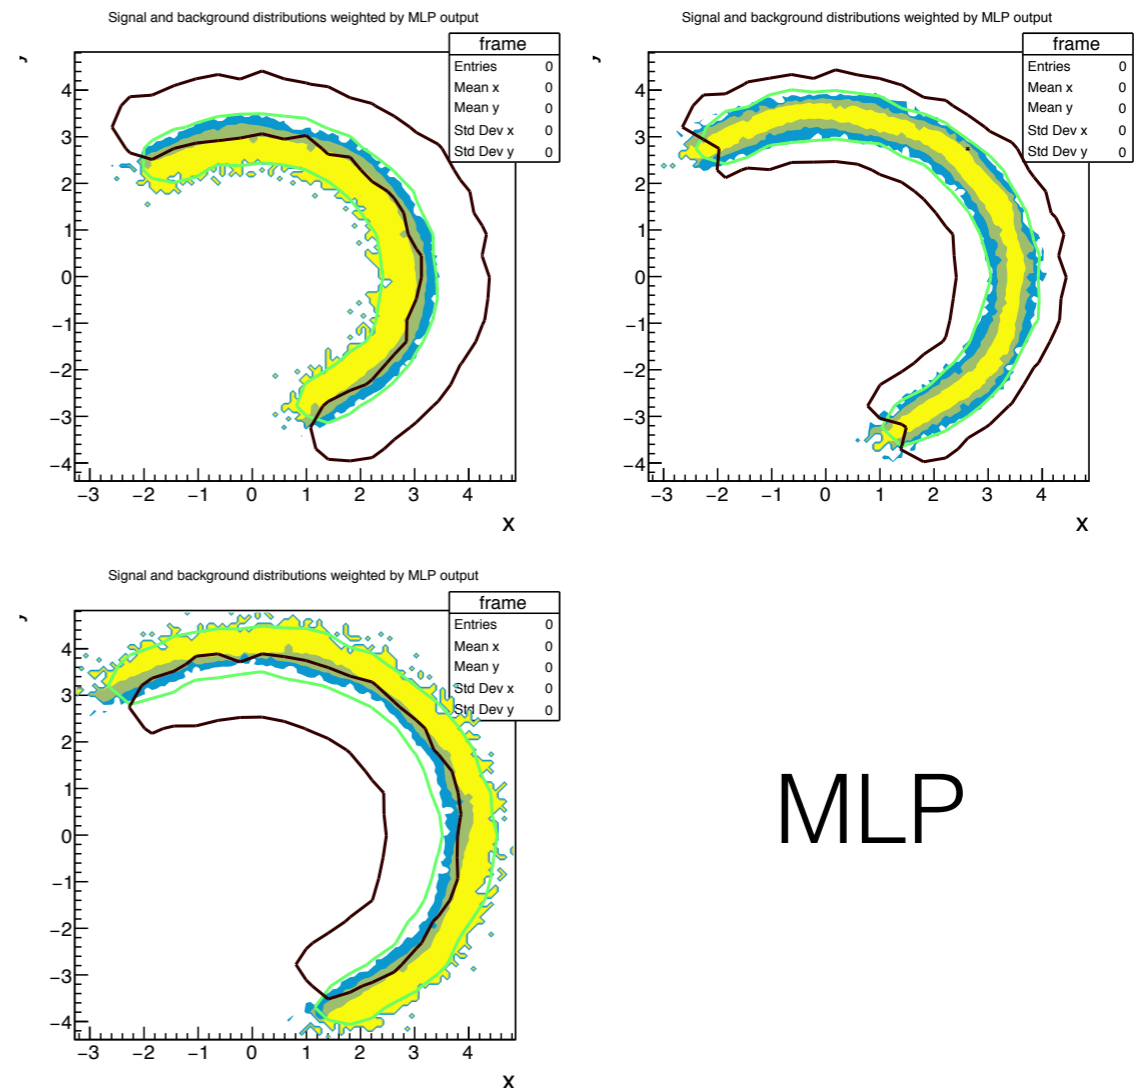 Signal and background distributions weighted by MLP output
frame
Entries 0
Mean x 0
Mean y 0
Std Dev x 0
Std Dev y 0
4
3
2
1
0
−1
−2
−3
−4
−3 −2 −1 0 1 2 3 4
x
Signal and background distributions weighted by MLP output
frame
Entries 0
Mean x 0
Mean y 0
Std Dev x 0
Std Dev y 0
4
3
2
1
0
−1
−2
−3
−4
−3 −2 −1 0 1 2 3 4
x
Signal and background distributions weighted by MLP output
frame
Entries 0
Mean x 0
Mean y 0
Std Dev x 0
Std Dev y 0
4
3
2
1
0
−1
−2
−3
−4
−3 −2 −1 0 1 2 3 4
x
MLP